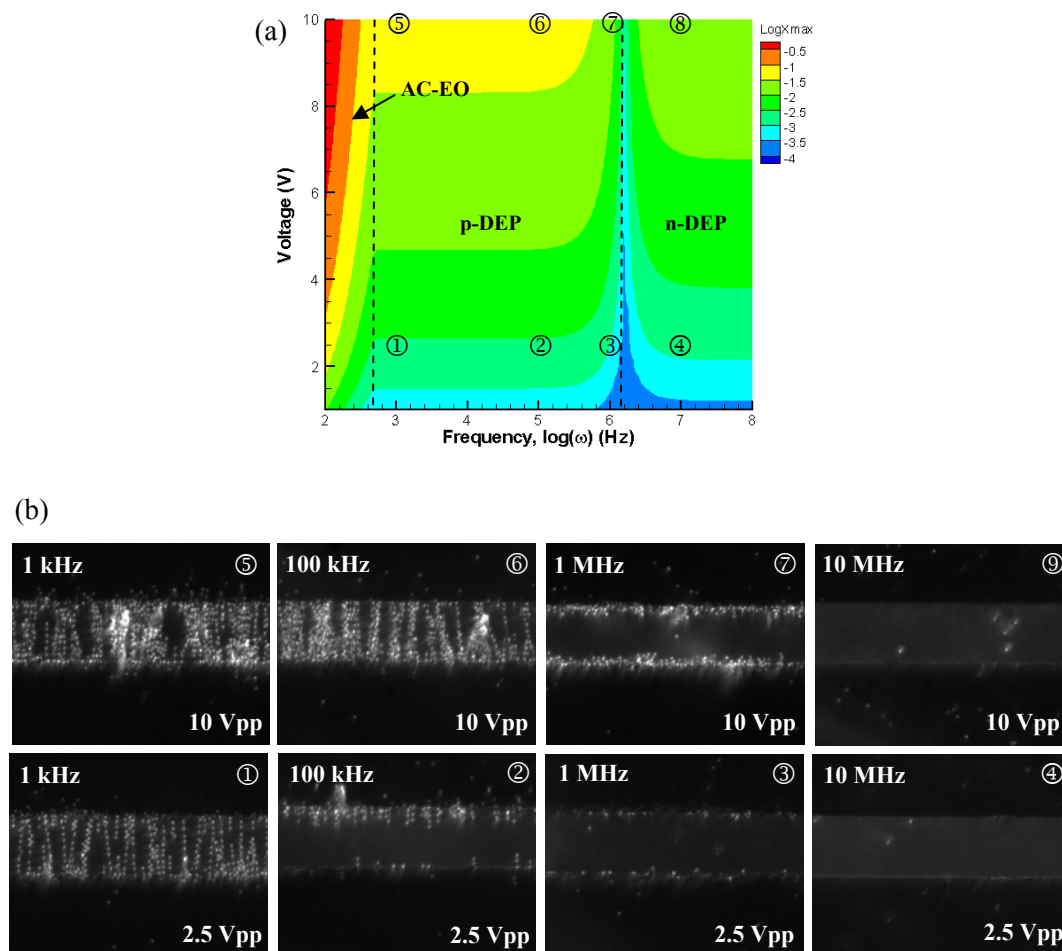 (a)
10
8
6
4
2
Voltage (V)
⑤ ⑥ ⑦ ⑧
AC-EO
p-DEP n-DEP
① ② ③ ④
2 3 4 5 6 7 8
Frequency, log(ω) (Hz)
LogXmax
-0.5
-1
-1.5
-2
-2.5
-3
-3.5
-4
(b)
1 kHz ⑤
10 Vpp
100 kHz ⑥
10 Vpp
1 MHz ⑦
10 Vpp
10 MHz ⑨
10 Vpp
1 kHz ①
2.5 Vpp
100 kHz ②
2.5 Vpp
1 MHz ③
2.5 Vpp
10 MHz ④
2.5 Vpp